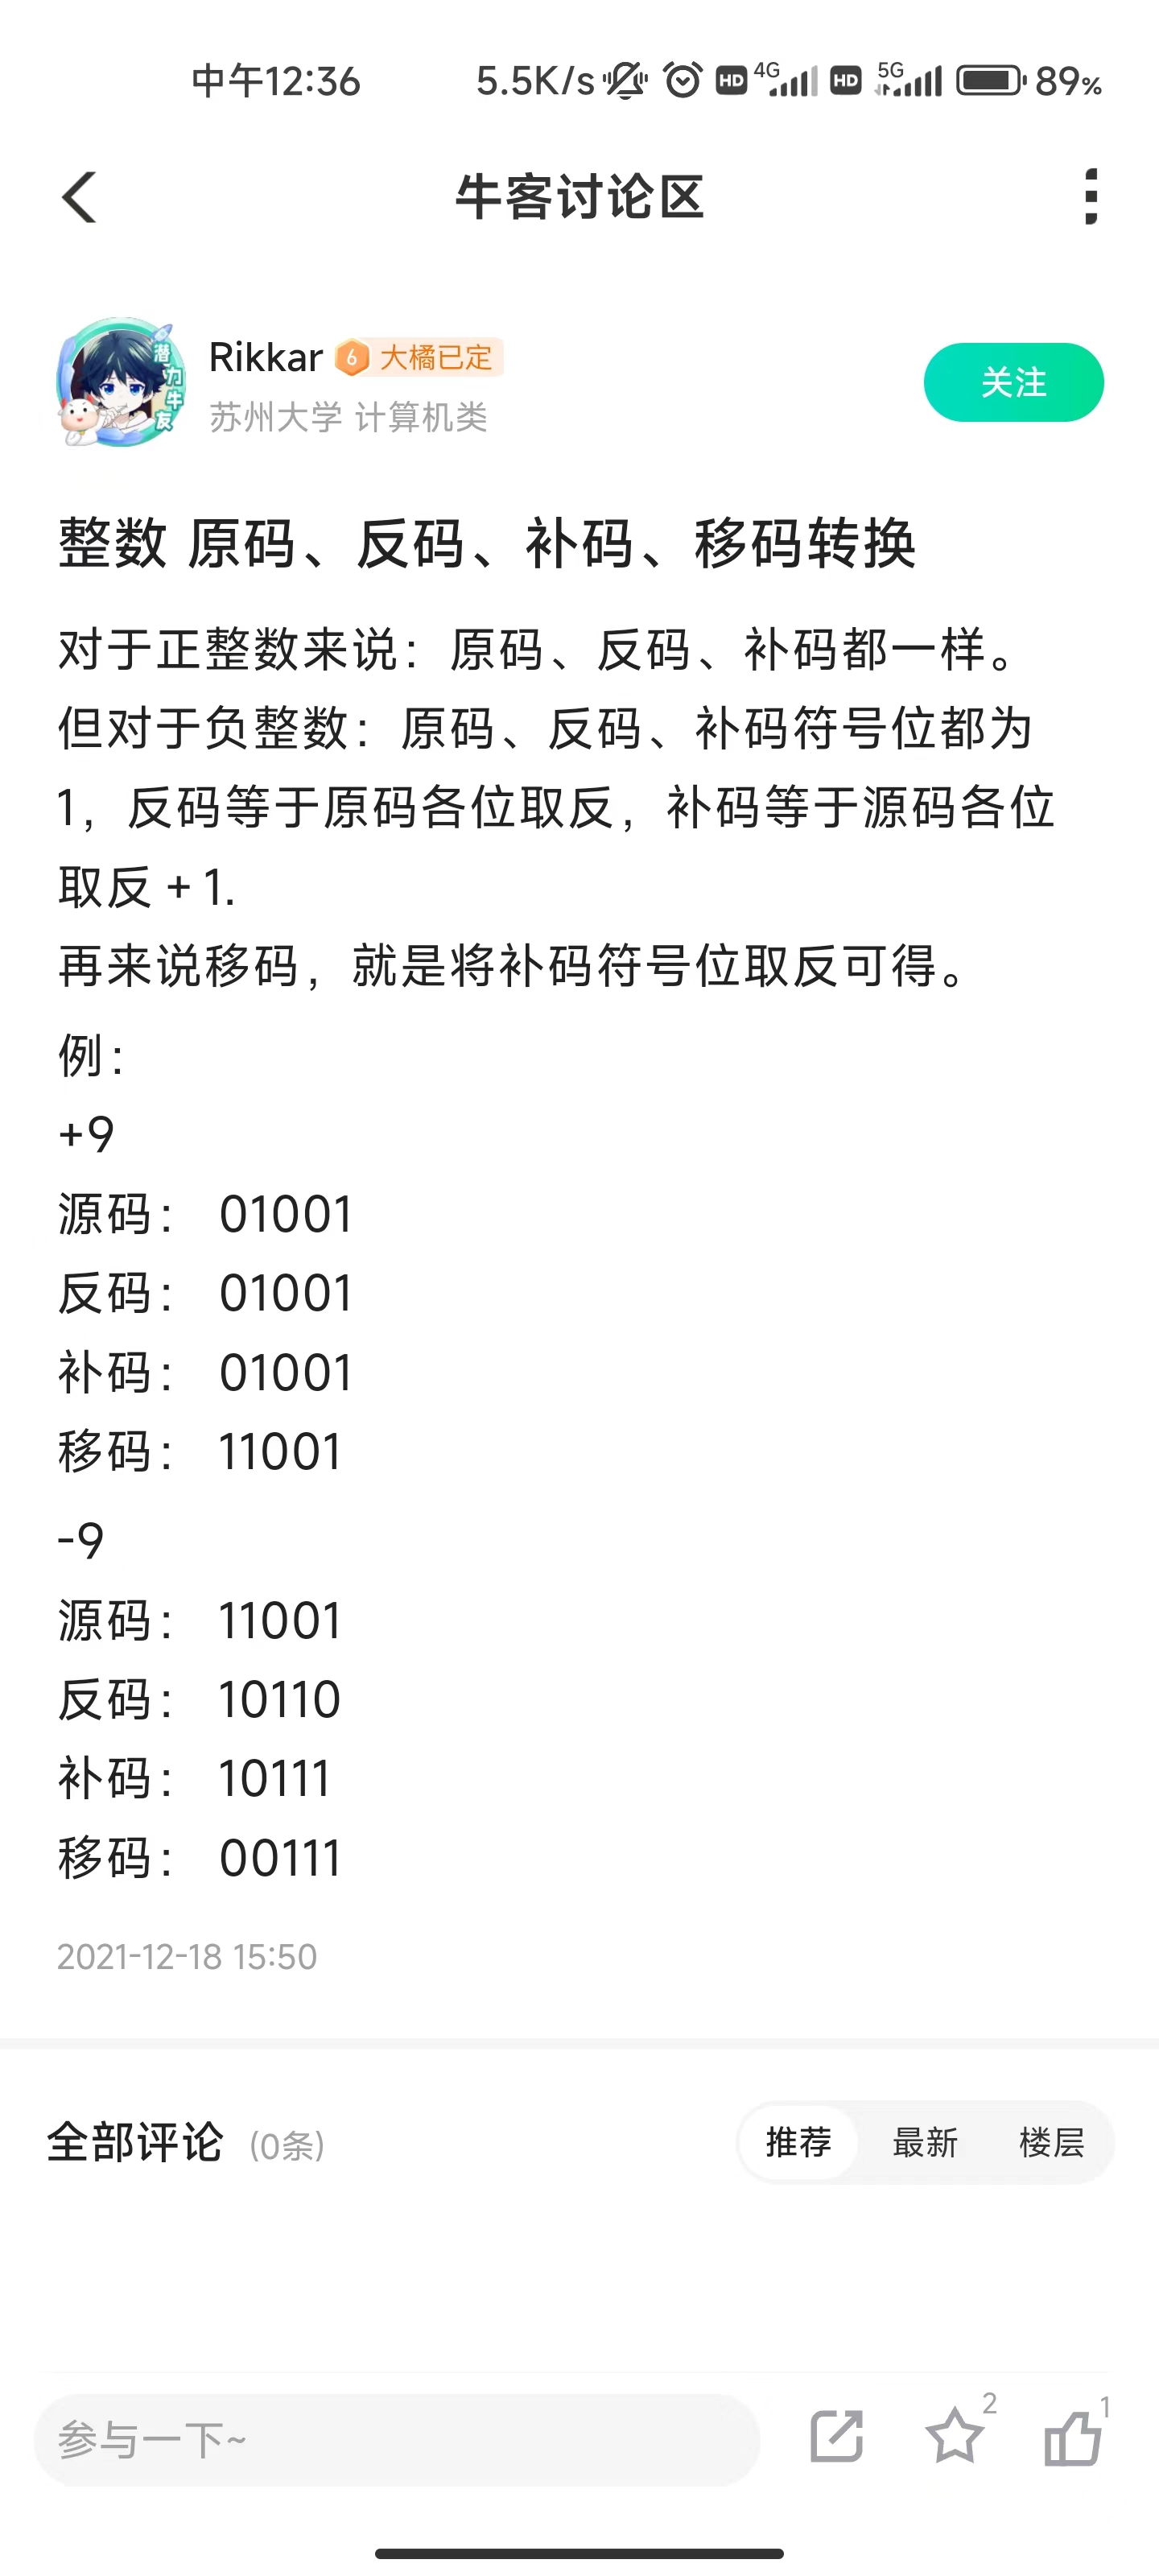 中午12:36 5.5K/s HD 4G HD 5G 89%
牛客讨论区
Rikkar 6 大橘已定
关注
苏州大学 计算机类
潜力牛友
整数 原码、反码、补码、移码转换
对于正整数来说：原码、反码、补码都一样。
但对于负整数：原码、反码、补码符号位都为
1，反码等于原码各位取反，补码等于源码各位
取反 + 1.
再来说移码，就是将补码符号位取反可得。
例：
+9
源码： 01001
反码： 01001
补码： 01001
移码： 11001
-9
源码： 11001
反码： 10110
补码： 10111
移码： 00111
2021-12-18 15:50
全部评论 (0条) 推荐 最新 楼层
参与一下~ 2 1